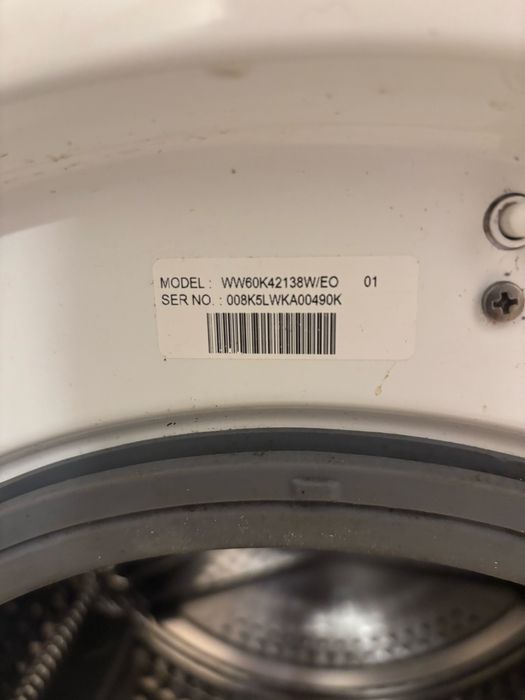 MODEL : WW60K42138W/EO 01
SER NO. : 008K5LWKA00490K